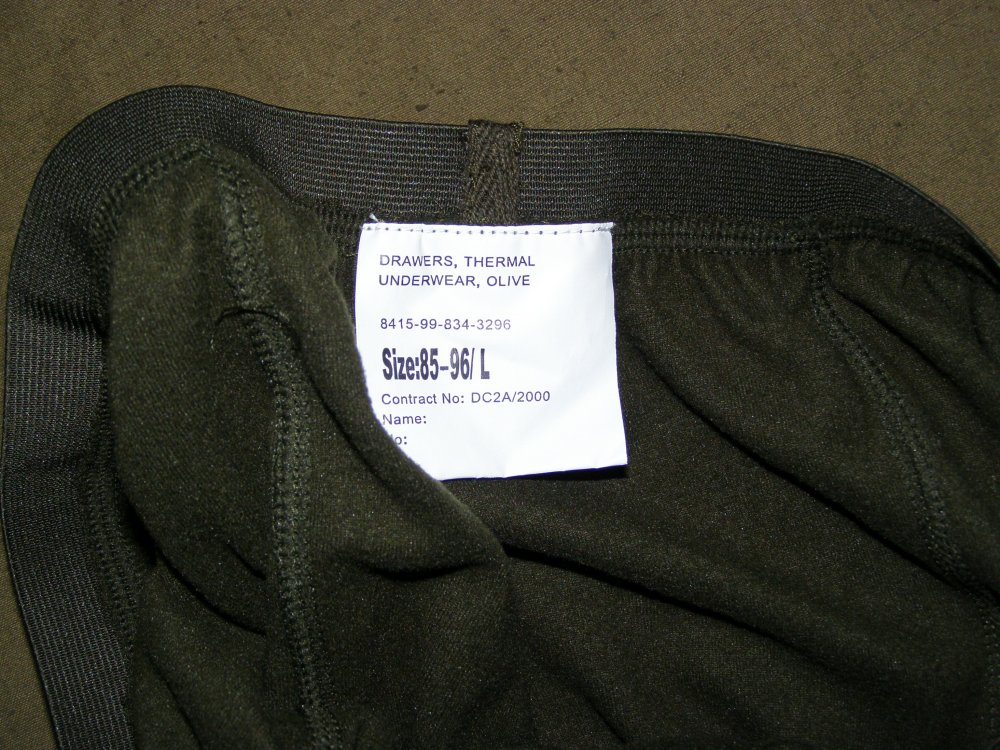 DRAWERS, THERMAL
UNDERWEAR, OLIVE
8415-99-834-3296
Size:85-96/ L
Contract No: DC2A/2000
Name:
o: